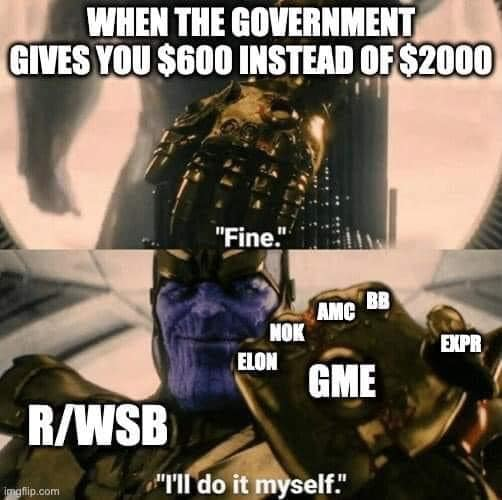 WHEN THE GOVERNMENT
GIVES YOU $600 INSTEAD OF $2000
"Fine."
BB
AMC
NOK
EXPR
ELON
GME
R/WSB
"I'll do it myself."
imgflip.com